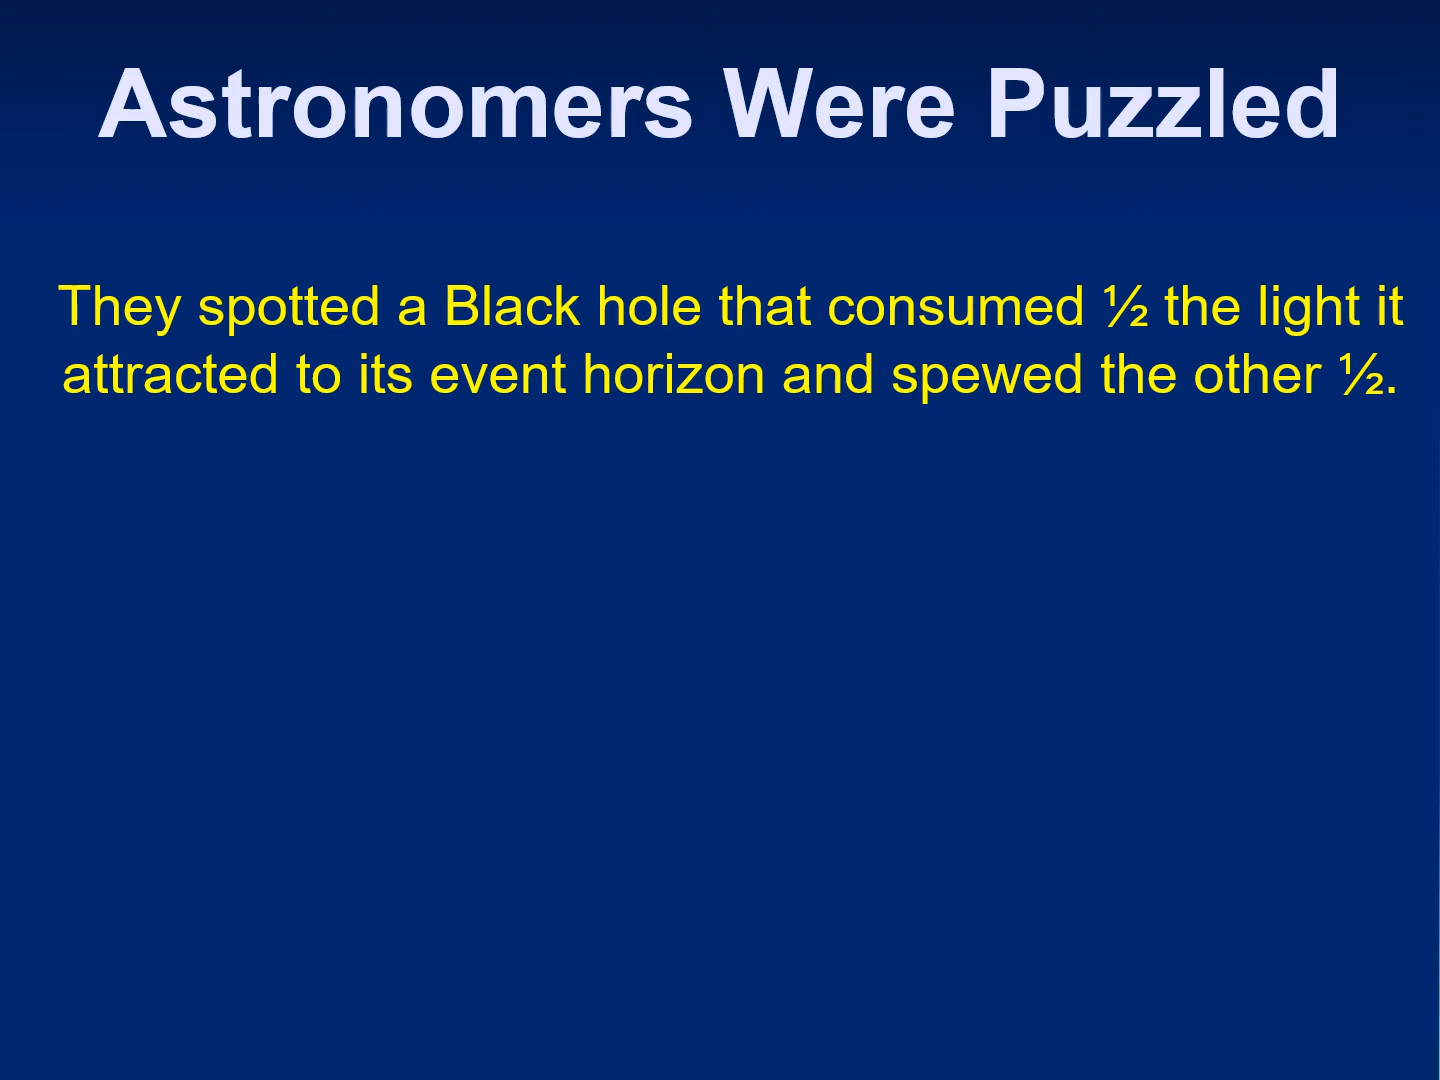 Astronomers Were Puzzled
They spotted a Black hole that consumed ½ the light it
attracted to its event horizon and spewed the other ½.